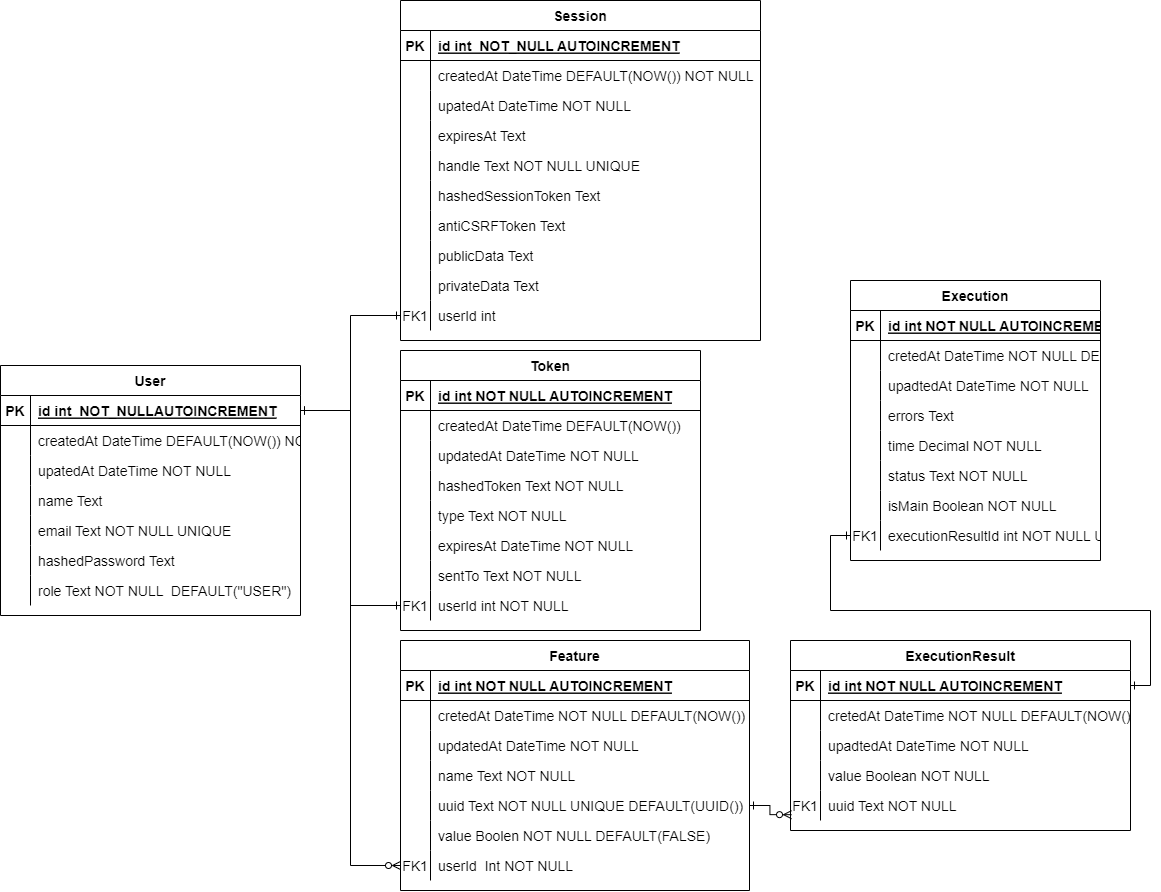 Session
PK id int NOT NULL AUTOINCREMENT
createdAt DateTime DEFAULT(NOW()) NOT NULL
upatedAt DateTime NOT NULL
expiresAt Text
handle Text NOT NULL UNIQUE
hashedSessionToken Text
antiCSRFToken Text
publicData Text
privateData Text
FK1 userId int
User
PK id int NOT NULLAUTOINCREMENT
createdAt DateTime DEFAULT(NOW()) NO
upatedAt DateTime NOT NULL
name Text
email Text NOT NULL UNIQUE
hashedPassword Text
role Text NOT NULL DEFAULT("USER")
Token
PK id int NOT NULL AUTOINCREMENT
createdAt DateTime DEFAULT(NOW())
updatedAt DateTime NOT NULL
hashedToken Text NOT NULL
type Text NOT NULL
expiresAt DateTime NOT NULL
sentTo Text NOT NULL
FK1 userId int NOT NULL
Execution
PK id int NOT NULL AUTOINCREME
cretedAt DateTime NOT NULL DE
upadtedAt DateTime NOT NULL
errors Text
time Decimal NOT NULL
status Text NOT NULL
isMain Boolean NOT NULL
FK1 executionResultId int NOT NULL U
Feature
PK id int NOT NULL AUTOINCREMENT
cretedAt DateTime NOT NULL DEFAULT(NOW())
updatedAt DateTime NOT NULL
name Text NOT NULL
uuid Text NOT NULL UNIQUE DEFAULT(UUID())
value Boolen NOT NULL DEFAULT(FALSE)
FK1 userId Int NOT NULL
ExecutionResult
PK id int NOT NULL AUTOINCREMENT
cretedAt DateTime NOT NULL DEFAULT(NOW()
upadtedAt DateTime NOT NULL
value Boolean NOT NULL
FK1 uuid Text NOT NULL